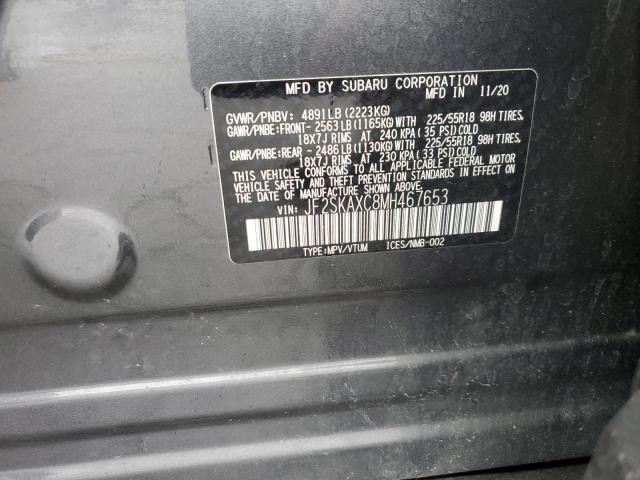 MFD BY SUBARU CORPORATION
MFD IN 11/20
GVWR/PNBV: 4891LB(2223KG)
GAWR/PNBE:FRONT-2563LB(1165KG)WITH 225/55R18 98H TIRES.
18X7J RIMS AT 240 KPA(35 PSI)COLD
GAWR/PNBE:REAR -2486LB(1130KG)WITH 225/55R18 98H TIRES.
18X7J RIMS AT 230 KPA(33 PSI)COLD
THIS VEHICLE CONFORMS TO ALL APPLICABLE FEDERAL MOTOR
VEHICLE SAFETY AND THEFT PREVENTION STANDARDS IN EFFECT ON
THE DATE OF MANUFACTURE SHOWN ABOVE.
VIN: JF2SKAXC8MH467653
TYPE:MPV/VTUM ICES/NMB-002